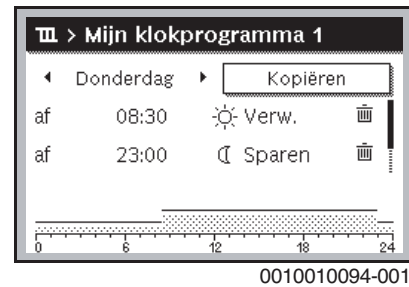 > Mijn klokprogramma 1
Donderdag Kopiëren
af 08:30 Verw.
af 23:00 Sparen
0 6 12 18 24
0010010094-001